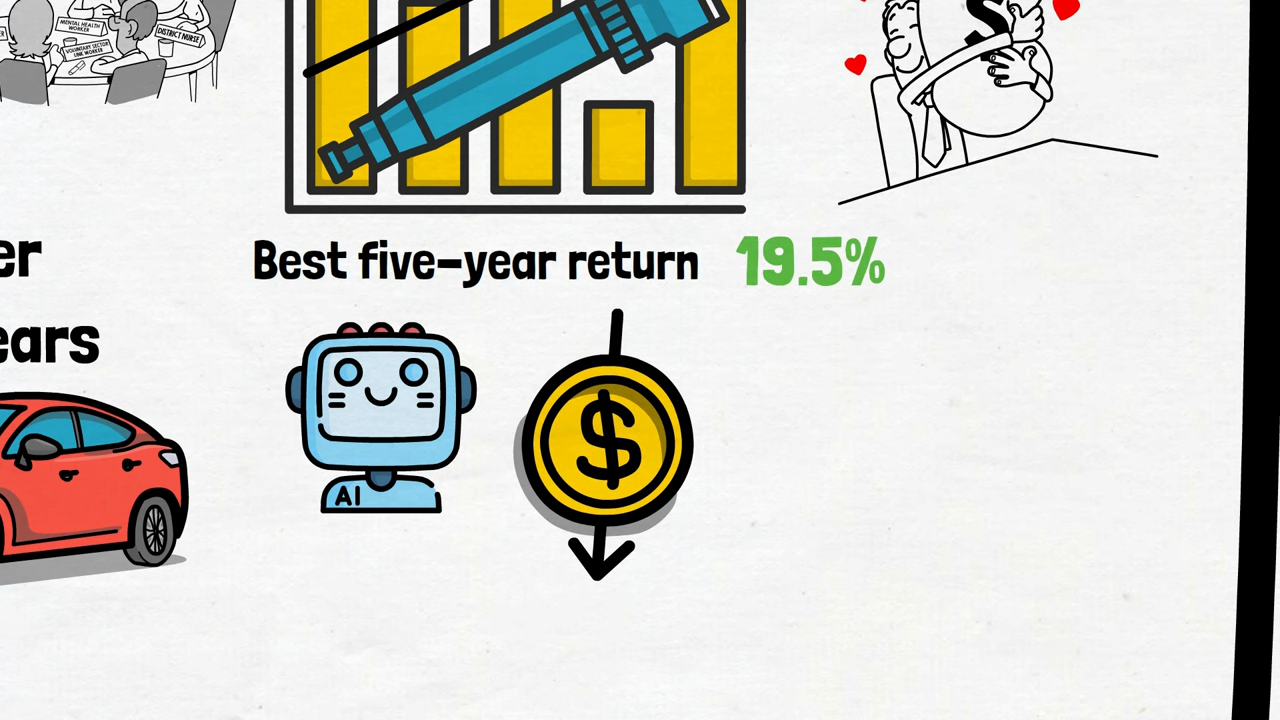 MENTAL HEALTH
WORKER
DISTRICT NURSE
VOLUNTARY SECTOR
LINK WORKER
$
Best five-year return 19.5%
er
ears
$
AI